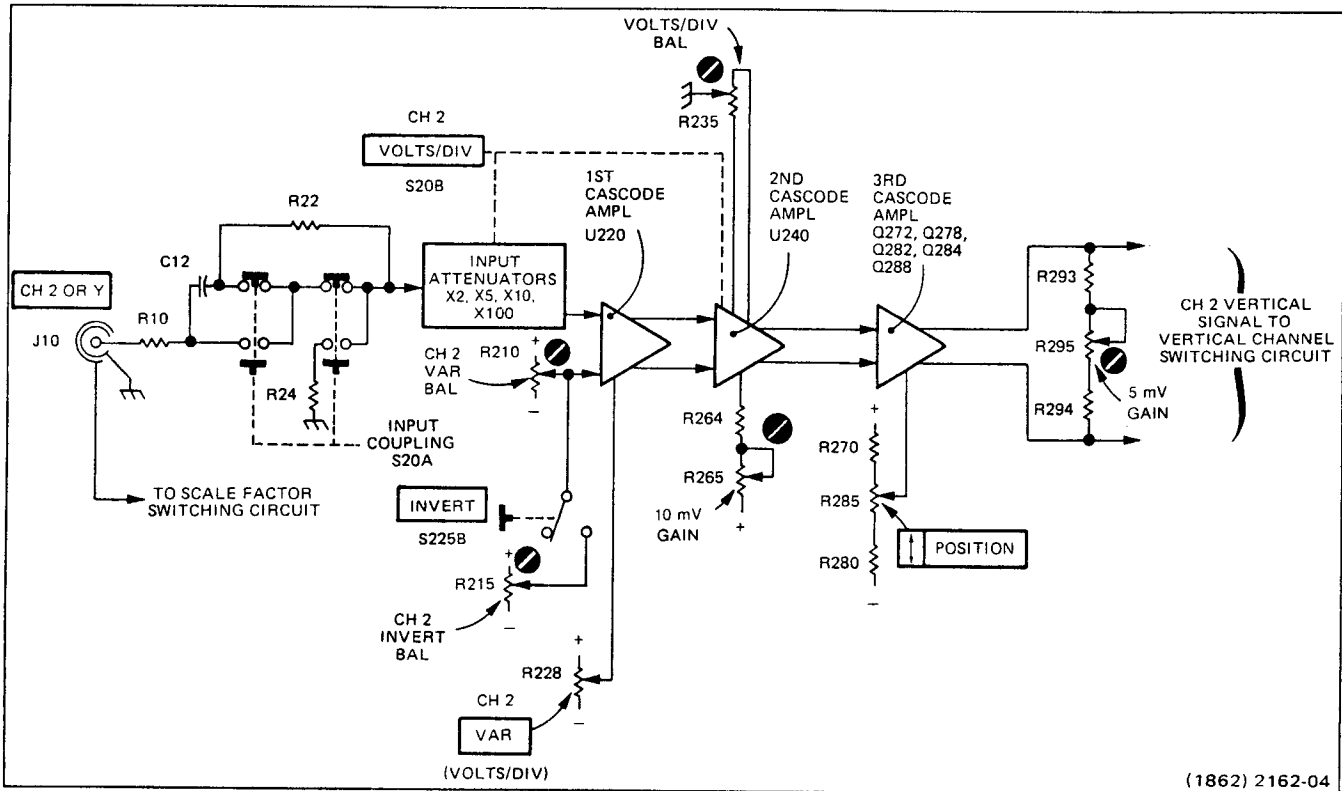 VOLTS/DIV
BAL
R235
CH 2
VOLTS/DIV
S20B
1ST
CASCODE
AMPL
U220
2ND
CASCODE
AMPL
U240
3RD
CASCODE
AMPL
Q272, Q278,
Q282, Q284
Q288
R22
C12
CH 2 OR Y
J10
R10
R24
INPUT
COUPLING
S20A
TO SCALE FACTOR
SWITCHING CIRCUIT
INPUT
ATTENUATORS
X2, X5, X10,
X100
CH 2
VAR
BAL
R210
+
−
INVERT
S225B
R215
+
−
CH 2
INVERT
BAL
R228
+
−
CH 2
VAR
(VOLTS/DIV)
R264
R265
+
10 mV
GAIN
+
R270
R285
R280
−
POSITION
R293
R295
R294
5 mV
GAIN
CH 2 VERTICAL
SIGNAL TO
VERTICAL CHANNEL
SWITCHING CIRCUIT
(1862) 2162-04